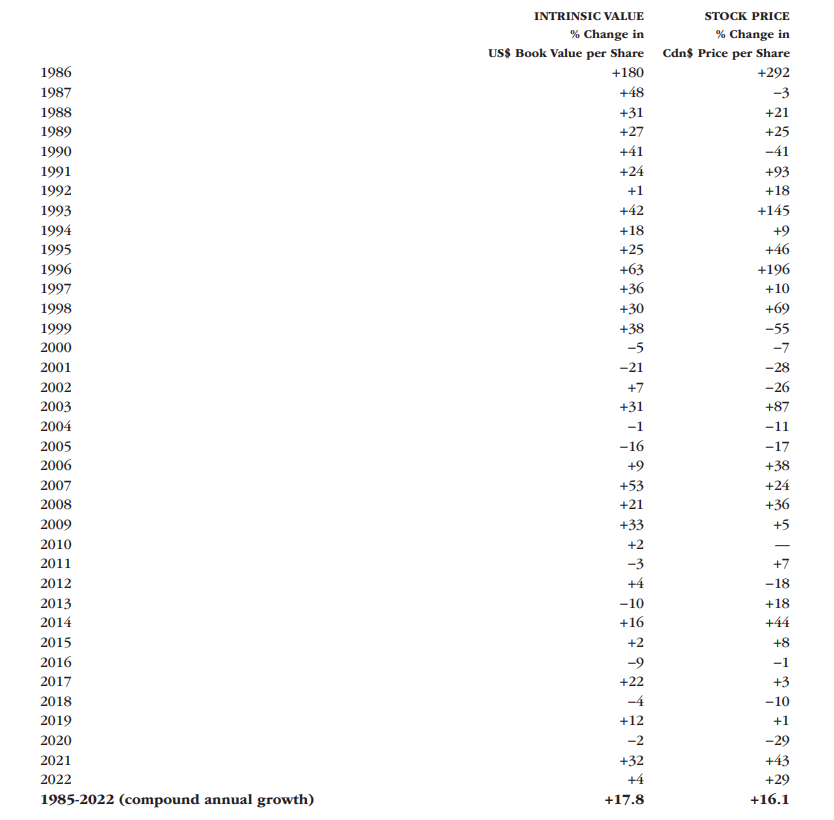 INTRINSIC VALUE STOCK PRICE
% Change in % Change in
US$ Book Value per Share Cdn$ Price per Share
1986 +180 +292
1987 +48 −3
1988 +31 +21
1989 +27 +25
1990 +41 −41
1991 +24 +93
1992 +1 +18
1993 +42 +145
1994 +18 +9
1995 +25 +46
1996 +63 +196
1997 +36 +10
1998 +30 +69
1999 +38 −55
2000 −5 −7
2001 −21 −28
2002 +7 −26
2003 +31 +87
2004 −1 −11
2005 −16 −17
2006 +9 +38
2007 +53 +24
2008 +21 +36
2009 +33 +5
2010 +2 —
2011 −3 +7
2012 +4 −18
2013 −10 +18
2014 +16 +44
2015 +2 +8
2016 −9 −1
2017 +22 +3
2018 −4 −10
2019 +12 +1
2020 −2 −29
2021 +32 +43
2022 +4 +29
1985-2022 (compound annual growth) +17.8 +16.1